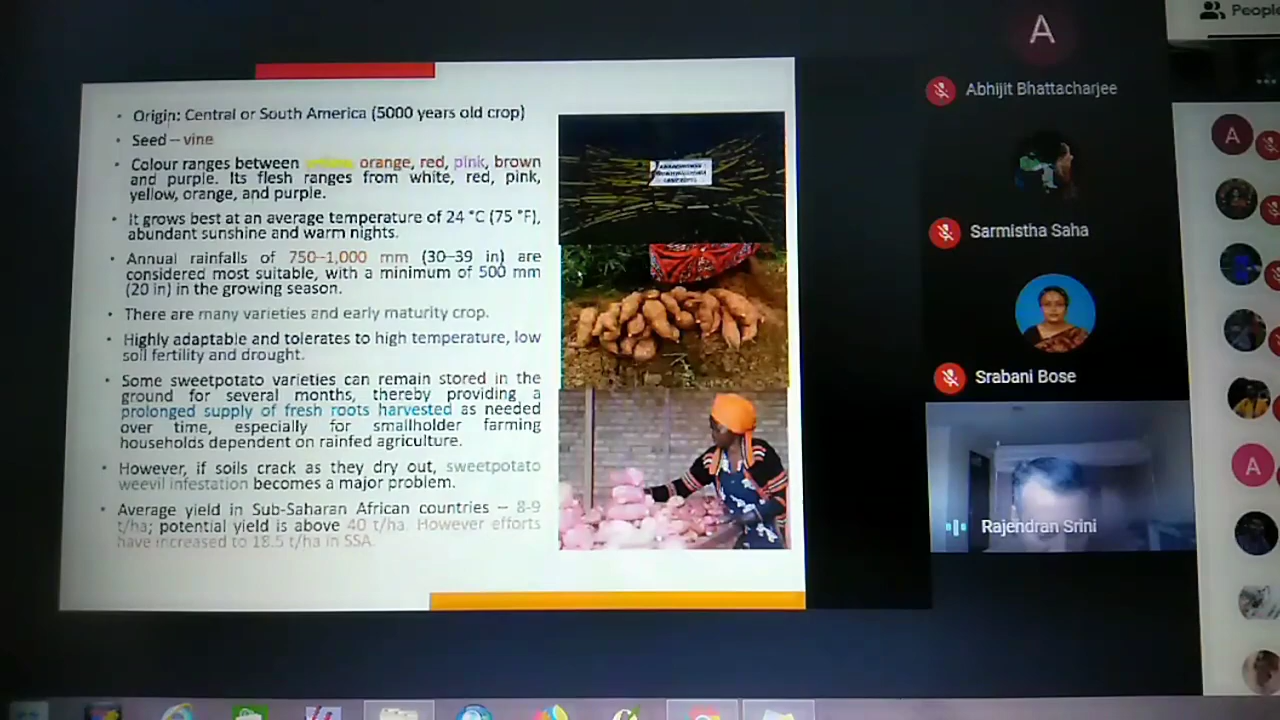 • Origin: Central or South America (5000 years old crop)
• Seed – vine
• Colour ranges between yellow, orange, red, pink, brown
and purple. Its flesh ranges from white, red, pink,
yellow, orange, and purple.
• It grows best at an average temperature of 24 °C (75 °F),
abundant sunshine and warm nights.
• Annual rainfalls of 750–1,000 mm (30–39 in) are
considered most suitable, with a minimum of 500 mm
(20 in) in the growing season.
• There are many varieties and early maturity crop.
• Highly adaptable and tolerates to high temperature, low
soil fertility and drought.
• Some sweetpotato varieties can remain stored in the
ground for several months, thereby providing a
prolonged supply of fresh roots harvested as needed
over time, especially for smallholder farming
households dependent on rainfed agriculture.
• However, if soils crack as they dry out, sweetpotato
weevil infestation becomes a major problem.
• Average yield in Sub-Saharan African countries – 8-9
t/ha; potential yield is above 40 t/ha. However efforts
have increased to 18.5 t/ha in SSA.
A
Abhijit Bhattacharjee
Sarmistha Saha
Srabani Bose
Rajendran Srini
People
A
A